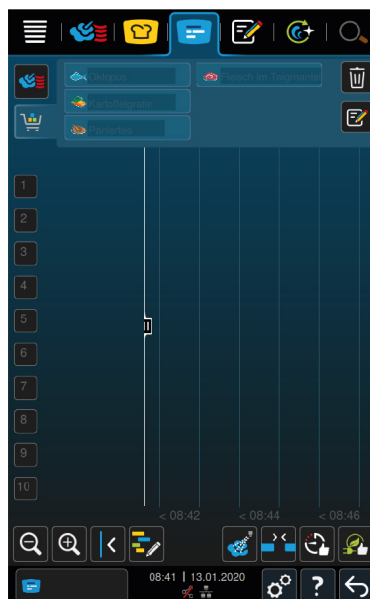 Oktopus
Fleisch im Teigmantel
Kartoffelgratin
Paniertes
1
2
3
4
5
6
7
8
9
10
< 08:42
< 08:44
< 08:46
08:41 | 13.01.2020
?